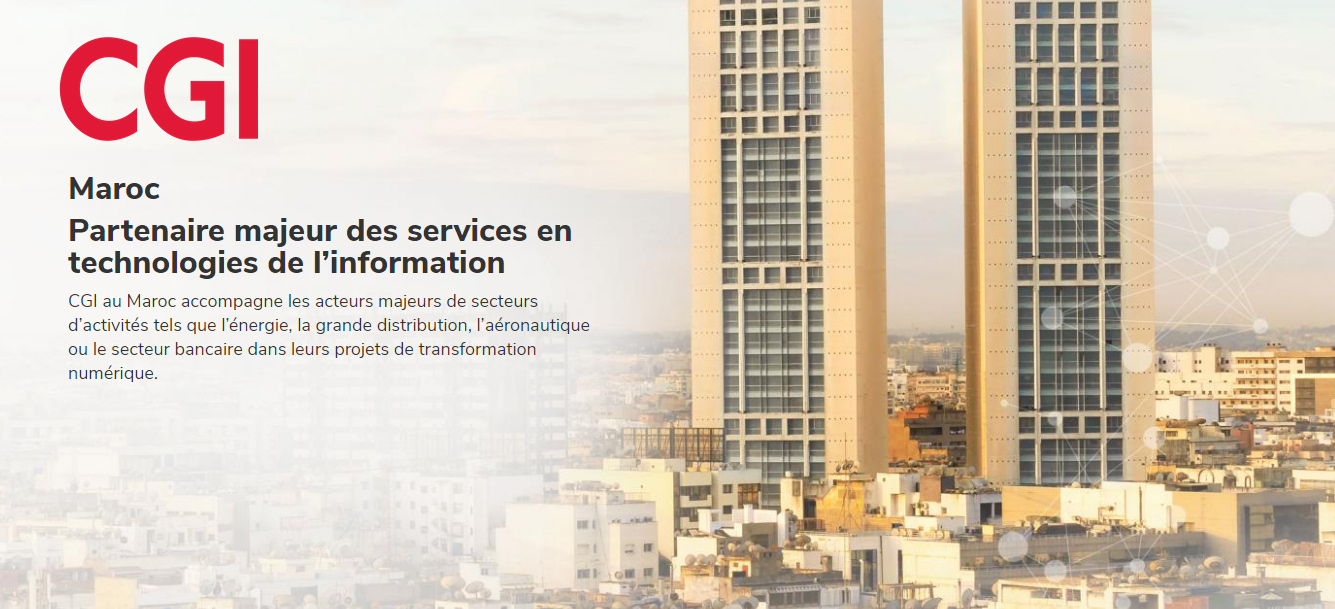 CGI
Maroc
Partenaire majeur des services en
technologies de l’information
CGI au Maroc accompagne les acteurs majeurs de secteurs
d’activités tels que l’énergie, la grande distribution, l’aéronautique
ou le secteur bancaire dans leurs projets de transformation
numérique.